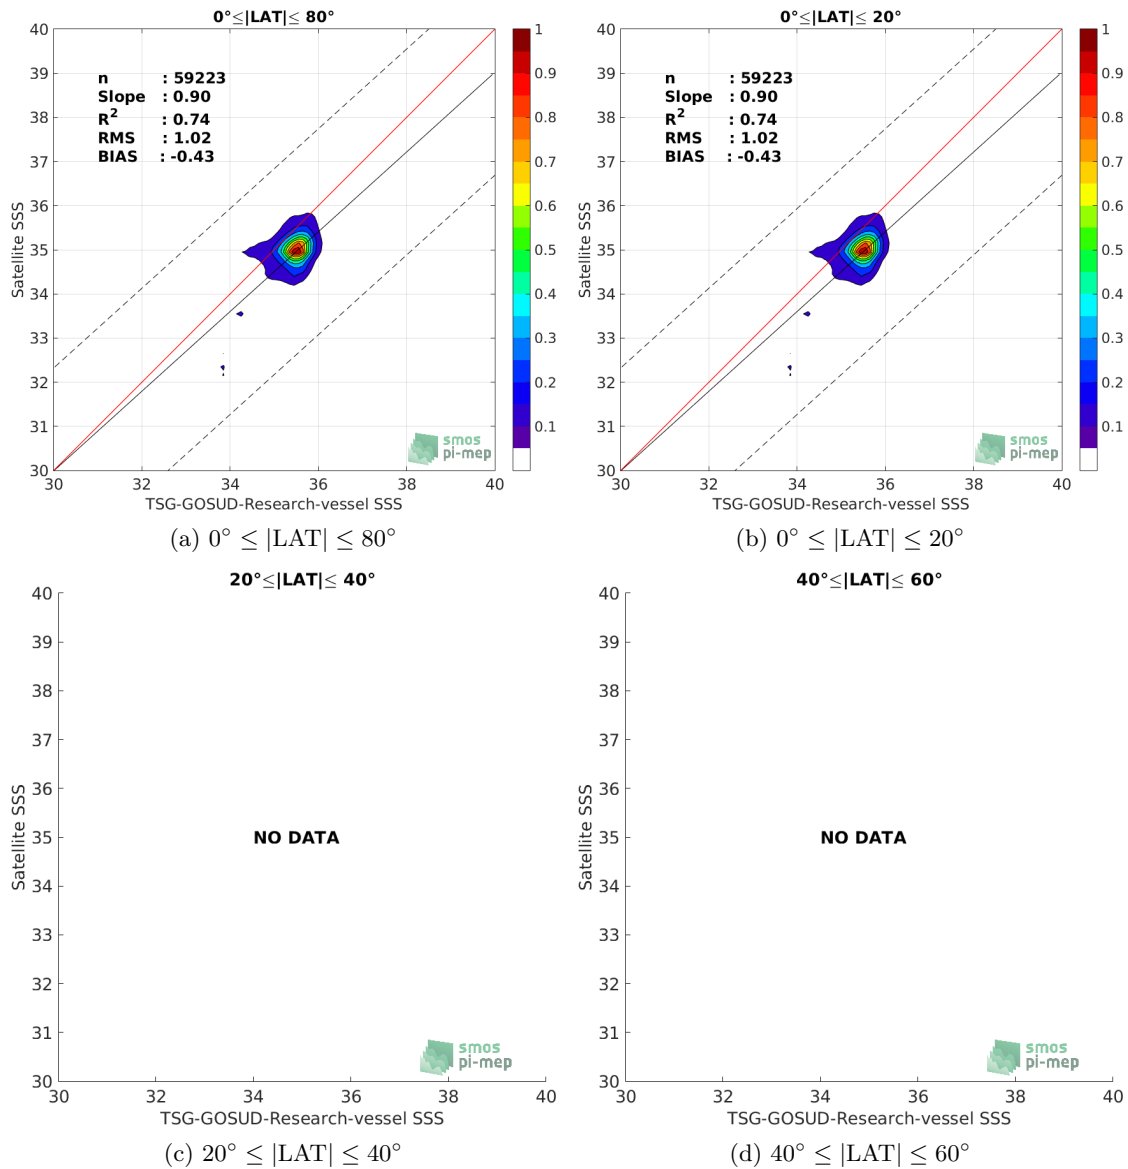 0°≤|LAT|≤ 80°
40
39
38
37
36
35
34
33
32
31
30
Satellite SSS
n : 59223
Slope : 0.90
R² : 0.74
RMS : 1.02
BIAS : -0.43
smos
pi-mep
30 32 34 36 38 40
TSG-GOSUD-Research-vessel SSS
1
0.9
0.8
0.7
0.6
0.5
0.4
0.3
0.2
0.1
(a) 0° ≤ |LAT| ≤ 80°
0°≤|LAT|≤ 20°
40
39
38
37
36
35
34
33
32
31
30
Satellite SSS
n : 59223
Slope : 0.90
R² : 0.74
RMS : 1.02
BIAS : -0.43
smos
pi-mep
30 32 34 36 38 40
TSG-GOSUD-Research-vessel SSS
1
0.9
0.8
0.7
0.6
0.5
0.4
0.3
0.2
0.1
(b) 0° ≤ |LAT| ≤ 20°
20°≤|LAT|≤ 40°
40
39
38
37
36
35
34
33
32
31
30
Satellite SSS
NO DATA
smos
pi-mep
30 32 34 36 38 40
TSG-GOSUD-Research-vessel SSS
(c) 20° ≤ |LAT| ≤ 40°
40°≤|LAT|≤ 60°
40
39
38
37
36
35
34
33
32
31
30
Satellite SSS
NO DATA
smos
pi-mep
30 32 34 36 38 40
TSG-GOSUD-Research-vessel SSS
(d) 40° ≤ |LAT| ≤ 60°